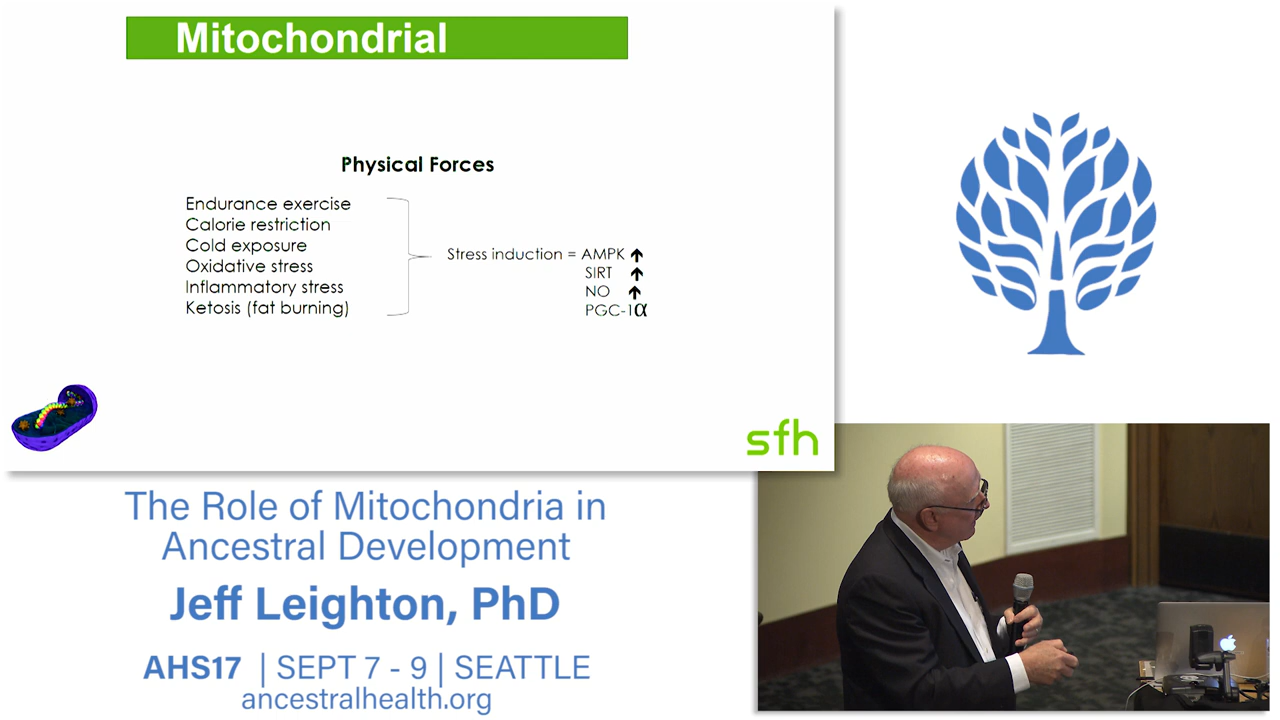 Mitochondrial
Physical Forces
Endurance exercise
Calorie restriction
Cold exposure
Oxidative stress
Inflammatory stress
Ketosis (fat burning)
Stress induction = AMPK ↑
SIRT ↑
NO ↑
PGC-1α
sfh
The Role of Mitochondria in
Ancestral Development
Jeff Leighton, PhD
AHS17 | SEPT 7 - 9 | SEATTLE
ancestralhealth.org